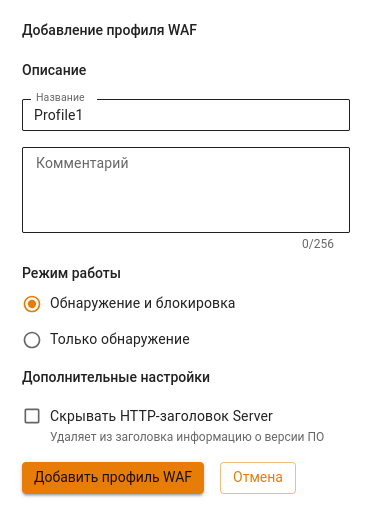 Добавление профиля WAF
Описание
Название
Profile1
Комментарий
0/256
Режим работы
Обнаружение и блокировка
Только обнаружение
Дополнительные настройки
Скрывать HTTP-заголовок Server
Удаляет из заголовка информацию о версии ПО
Добавить профиль WAF
Отмена